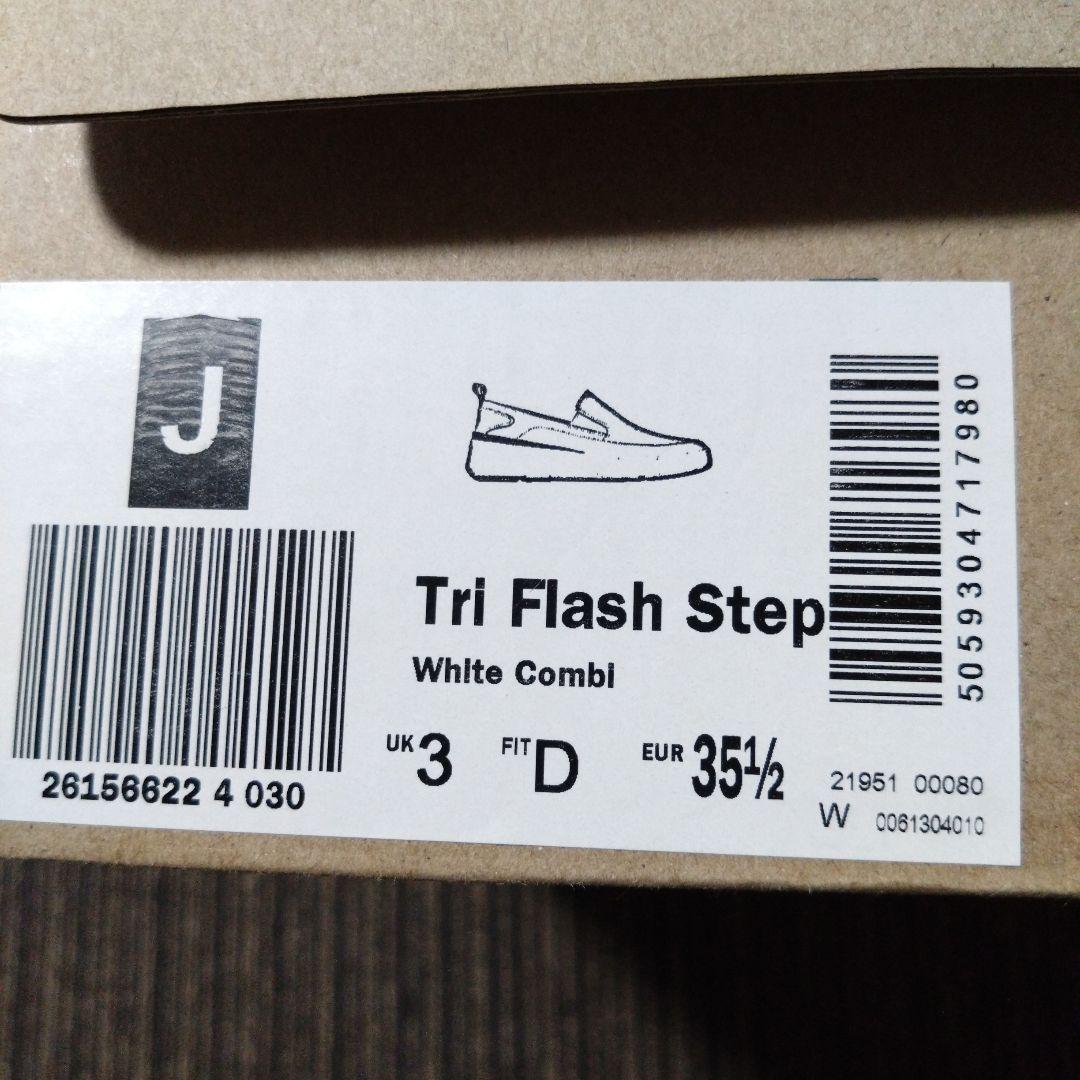 J
26156622 4 030
Tri Flash Step
White Combi
UK 3 FIT D EUR 35½
5059304717980
21951 00080
W 0061304010